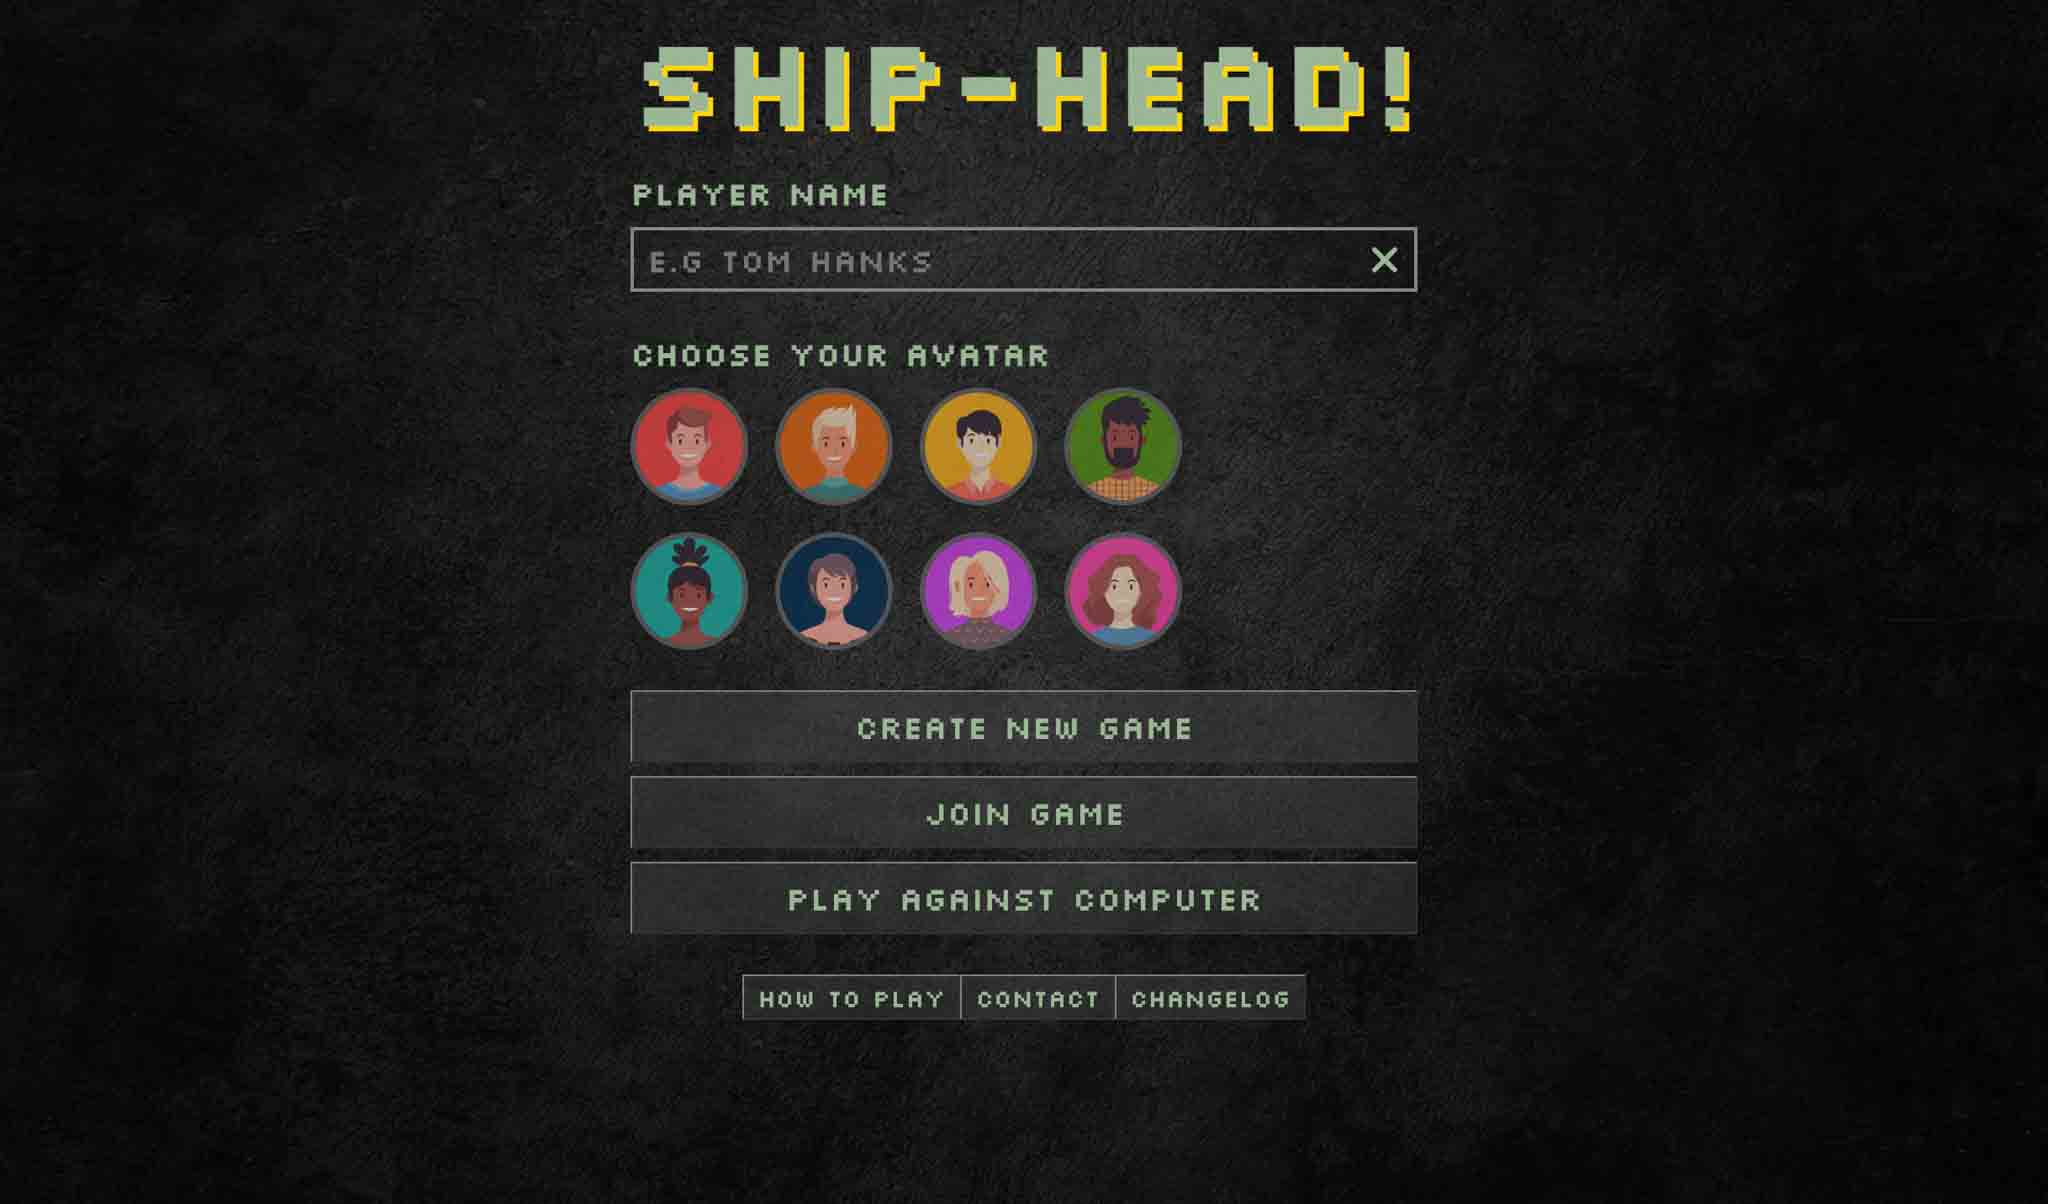 SHIP-HEAD!
PLAYER NAME
E.G TOM HANKS
CHOOSE YOUR AVATAR
CREATE NEW GAME
JOIN GAME
PLAY AGAINST COMPUTER
HOW TO PLAY CONTACT CHANGELOG